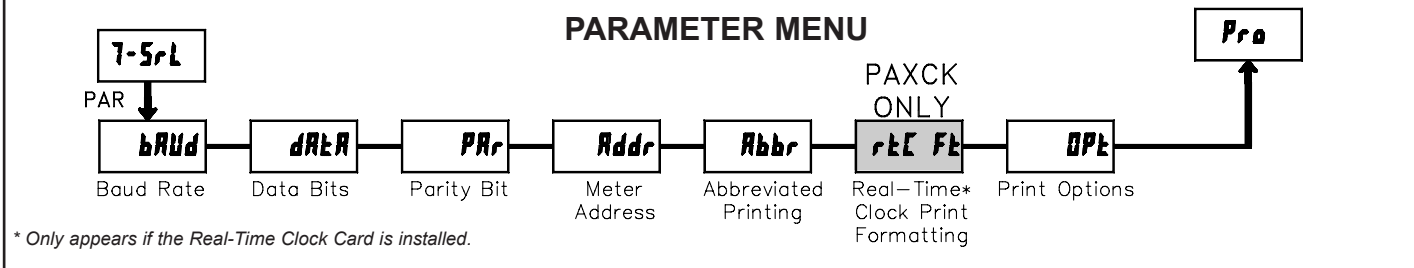 PARAMETER MENU
7-SrL
Pro
PAR
PAXCK
ONLY
bAUd
dAtA
PAr
Addr
Abbr
rtC Ft
OPt
Baud Rate
Data Bits
Parity Bit
Meter
Address
Abbreviated
Printing
Real-Time*
Clock Print
Formatting
Print Options
* Only appears if the Real-Time Clock Card is installed.